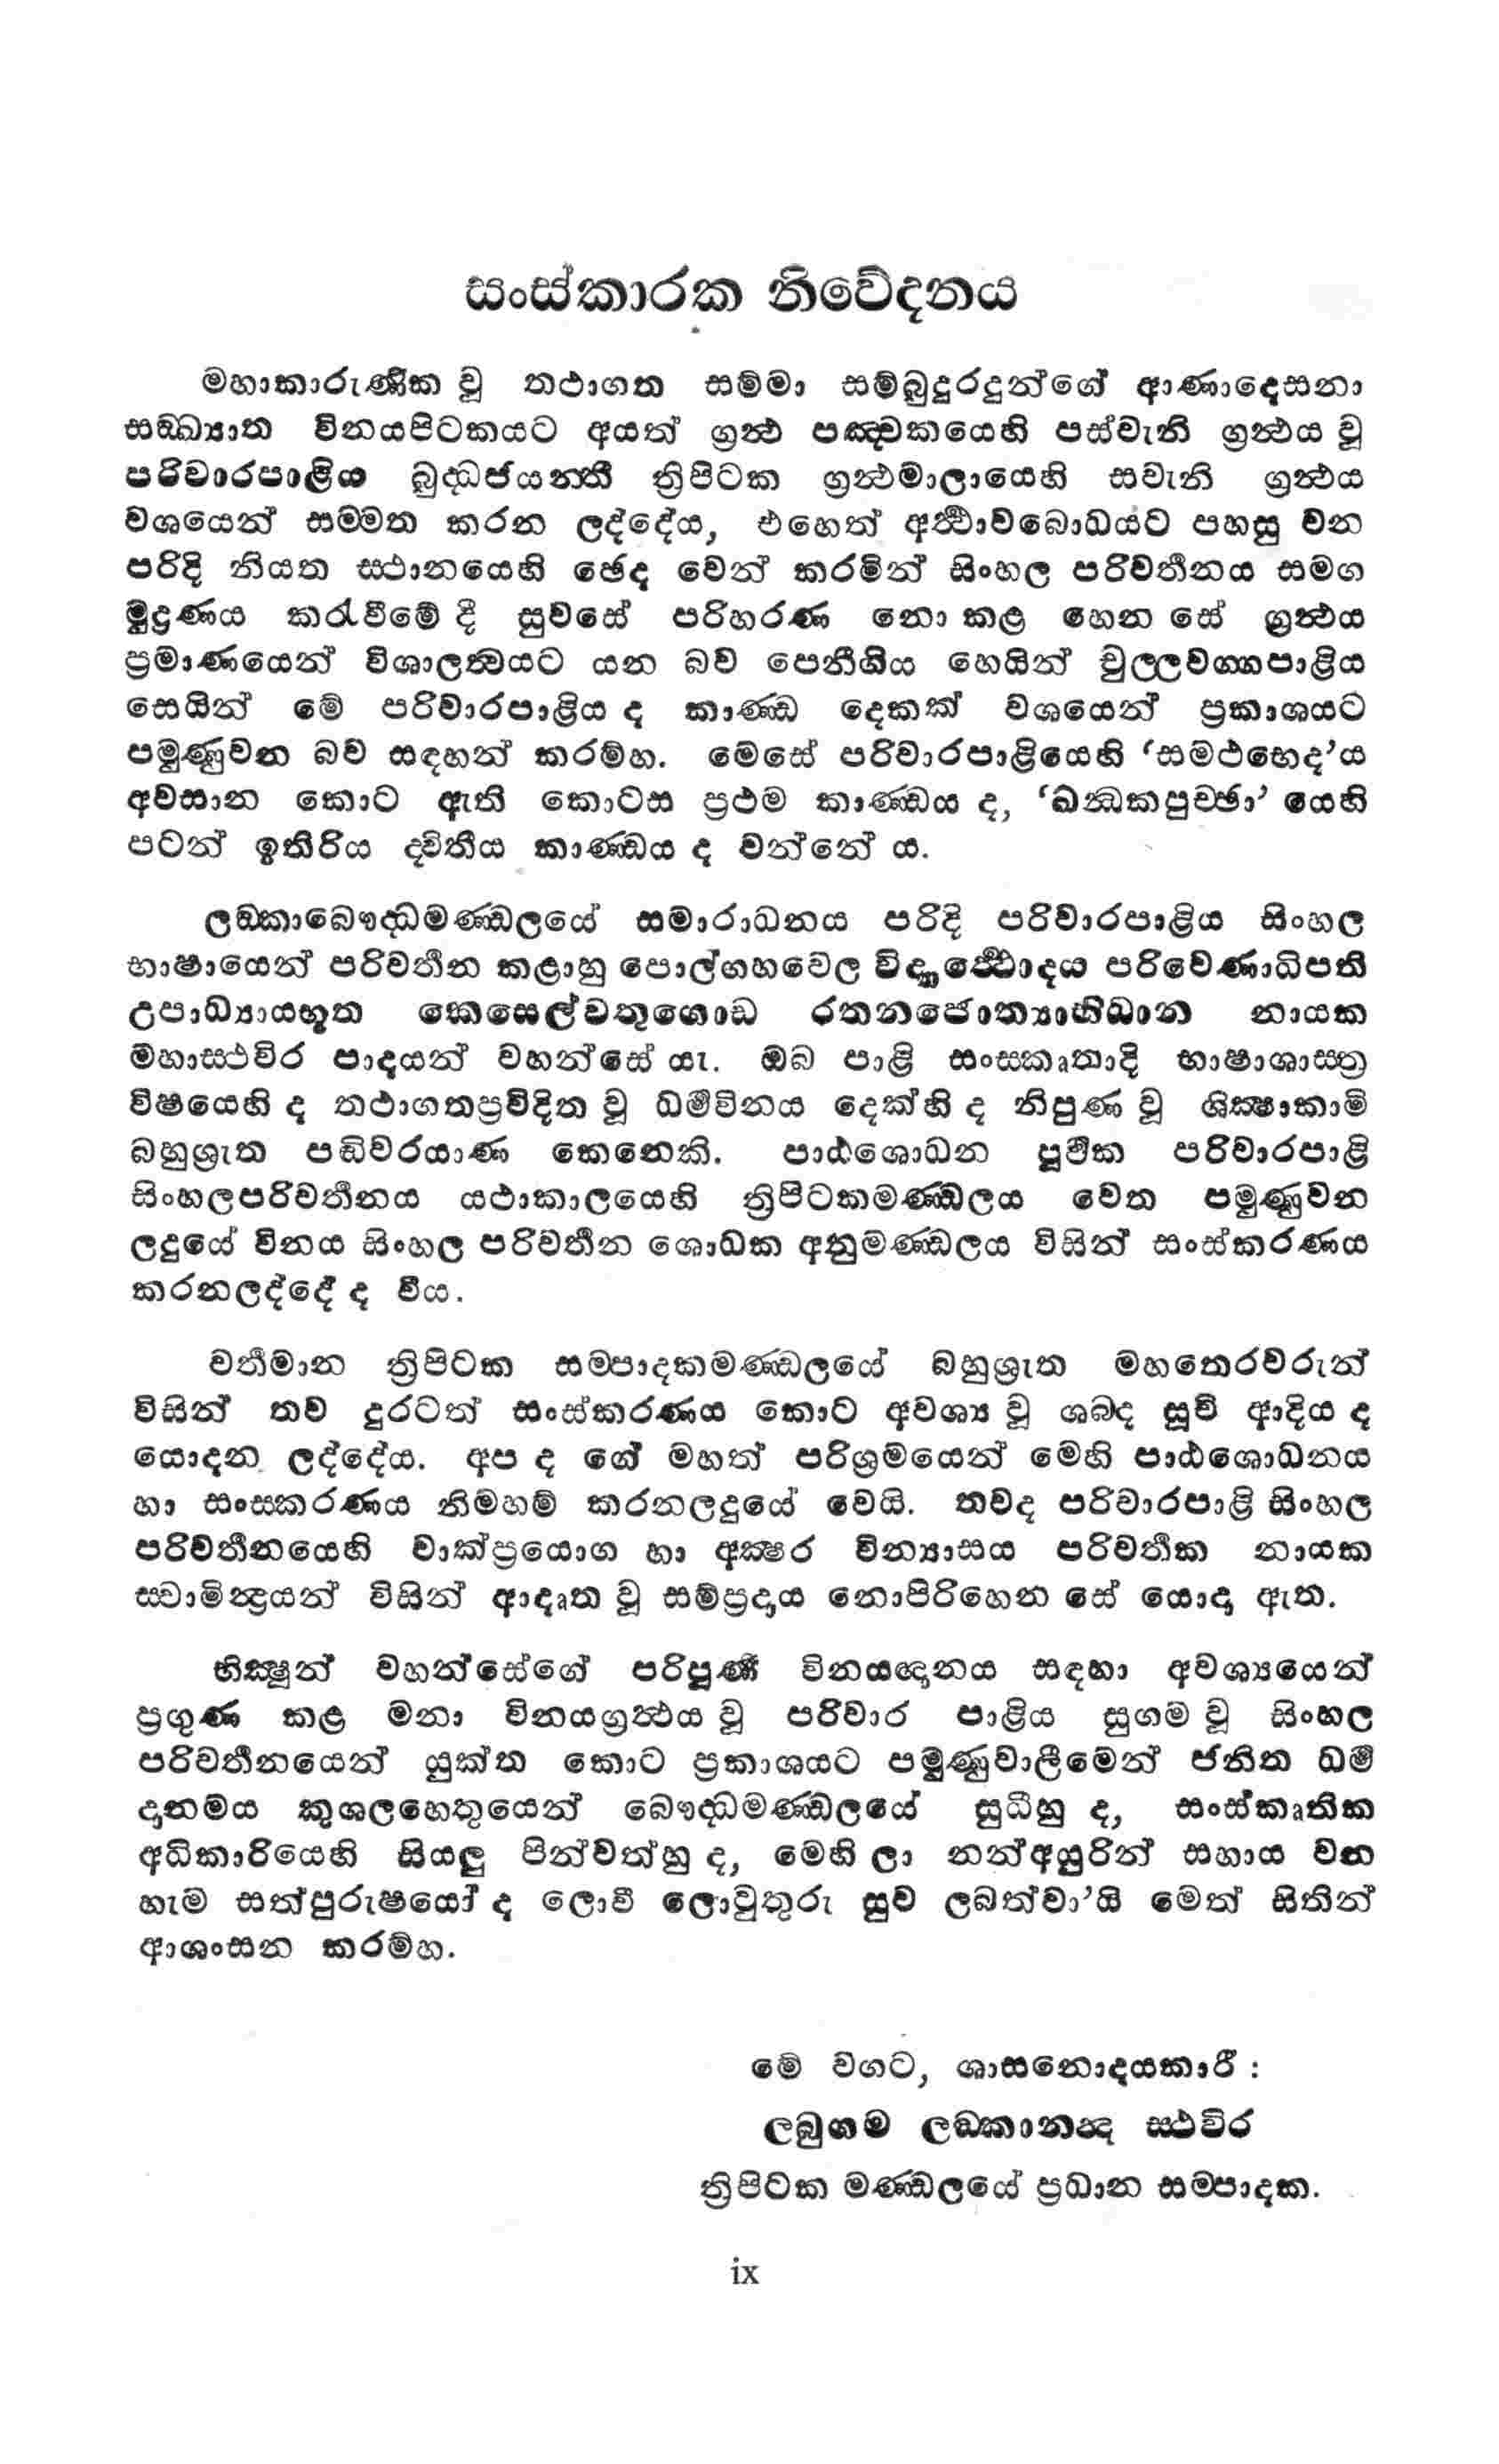 සංස්කාරක නිවේදනය
මහාකාරුණික වූ තථාගත සම්මා සම්බුදුරදුන්ගේ ආණාදෙසනා
සඞ්ඛ්‍යාත විනයපිටකයට අයත් ග්‍රන්‍ථ පඤ්චකයෙහි පස්වැනි ග්‍රන්‍ථය වූ
පරිවාරපාළිය බුද්‍ධජයන්ති ත්‍රිපිටක ග්‍රන්‍ථමාලායෙහි සවැනි ග්‍රන්‍ථය
වශයෙන් සම්මත කරන ලද්දේය, එහෙත් අර්‍ත්‍ථාවබොධයට පහසු වන
පරිදි නියත ස්ථානයෙහි ඡෙද වෙන් කරමින් සිංහල පරිවර්‍තනය සමග
මුද්‍රණය කරැවීමේ දී සුවසේ පරිහරණ නො කළ හෙන සේ ග්‍රන්‍ථය
ප්‍රමාණයෙන් විශාලත්‍වයට යන බව පෙනීගිය හෙයින් චුල්ලවග්ගපාළිය
සෙයින් මේ පරිවාරපාළිය ද කාණ්ඩ දෙකක් වශයෙන් ප්‍රකාශයට
පමුණුවන බව සඳහන් කරම්හ. මෙසේ පරිවාරපාළියෙහි ‘සමථභෙද’ය
අවසාන කොට ඇති කොටස ප්‍රථම කාණ්ඩය ද, ‘ඛන්‍ධකපුච්ඡා’ යෙහි
පටන් ඉතිරිය ද්විතීය කාණ්ඩය ද වන්නේ ය.
ලඞ්කාබෞද්‍ධමණ්ඩලයේ සමාරාධනය පරිදි පරිවාරපාළිය සිංහල
භාෂායෙන් පරිවර්‍තන කළාහු පොල්ගහවෙල විද්‍යාර්‍ත්‍ථොදය පරිවෙණාධිපති
උපාධ්‍යායභූත කෙසෙල්වතුගොඩ රතනජොත්‍යාභිධාන නායක
මහාස්ථවිර පාදයන් වහන්සේ යැ. ඔබ පාළි සංස්කෘතාදි භාෂාශාස්ත්‍ර
විෂයෙහි ද තථාගතප්‍රවිදිත වූ ධර්‍මවිනය දෙක්හි ද නිපුණ වූ ශික්‍ෂාකාමි
බහුශ්‍රැත පඬිවරයාණ කෙනෙකි. පාඨශොධන පූර්‍වක පරිවාරපාළි
සිංහලපරිවර්‍තනය යථාකාලයෙහි ත්‍රිපිටකමණ්ඩලය වෙත පමුණුවන
ලදුයේ විනය සිංහල පරිවර්‍තන ශොධක අනුමණ්ඩලය විසින් සංස්කරණය
කරනලද්දේ ද වීය.
වර්‍තමාන ත්‍රිපිටක සම්පාදකමණ්ඩලයේ බහුශ්‍රැත මහතෙරවරුන්
විසින් තව දුරටත් සංස්කරණය කොට අවශ්‍ය වූ ශබ්ද සූචි ආදිය ද
යොදන ලද්දේය. අප ද ගේ මහත් පරිශ්‍රමයෙන් මෙහි පාඨශොධනය
හා සංස්කරණය නිමහම් කරනලදුයේ වෙයි. තවද පරිවාරපාළි සිංහල
පරිවර්‍තනයෙහි වාක්ප්‍රයොග හා අක්‍ෂර වින්‍යාසය පරිවර්‍තක නායක
ස්වාමින්‍ද්‍රයන් විසින් ආදෘත වූ සම්ප්‍රදාය නොපිරිහෙන සේ යොදා ඇත.
භික්‍ෂූන් වහන්සේගේ පරිපූර්‍ණ විනයඥානය සඳහා අවශ්‍යයෙන්
ප්‍රගුණ කළ මනා විනයග්‍රන්‍ථය වූ පරිවාර පාළිය සුගම වූ සිංහල
පරිවර්‍තනයෙන් යුක්ත කොට ප්‍රකාශයට පමුණුවාලීමෙන් ජනිත ධර්‍ම
දානමය කුශලහෙතුයෙන් බෞද්‍ධමණ්ඩලයේ සුධීහු ද, සංස්කෘතික
අධිකාරියෙහි සියලු පින්වත්හු ද, මෙහි ලා නන්අයුරින් සහාය වන
හැම සත්පුරුෂයෝ ද ලොවී ලොවුතුරු සුව ලබත්වා’යි මෙත් සිතින්
ආශංසන කරම්හ.
මේ වගට, ශාසනොදයකාරී :
ලබුගම ලඞ්කානන්‍ද ස්ථවිර
ත්‍රිපිටක මණ්ඩලයේ ප්‍රධාන සම්පාදක.
ix